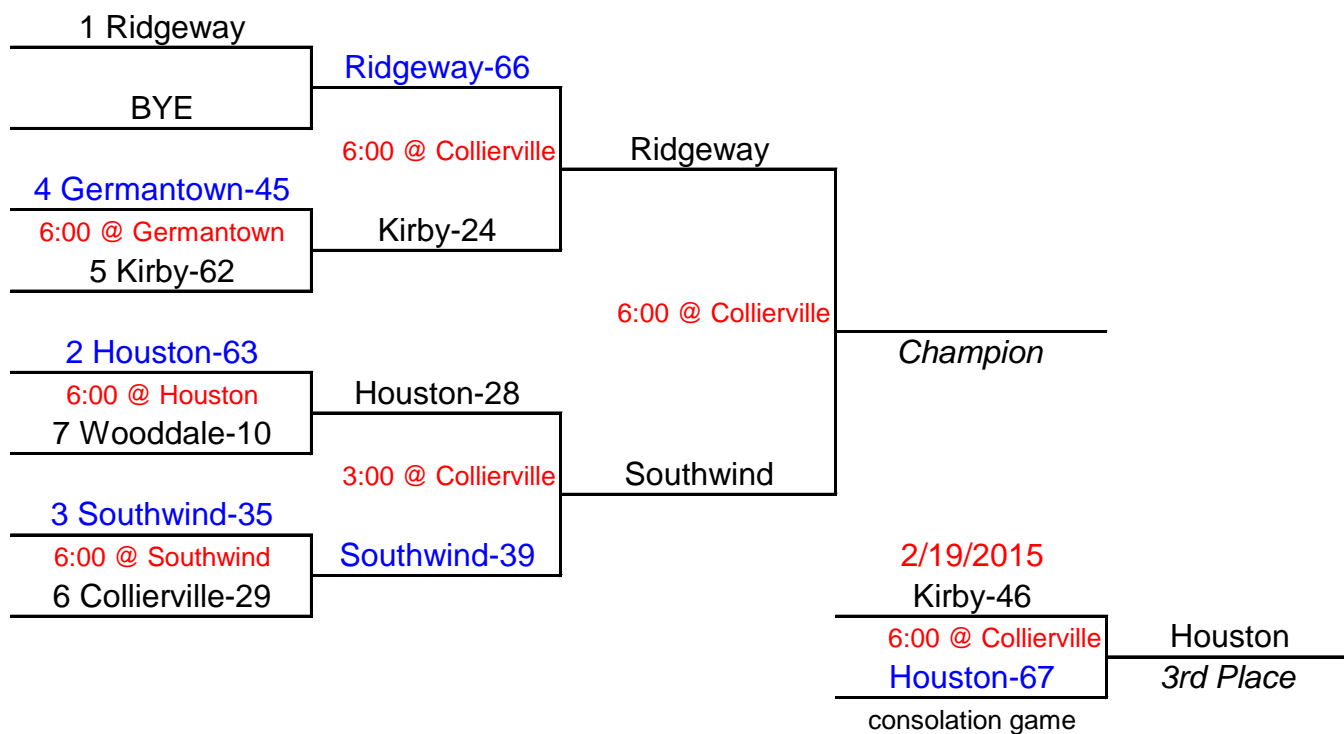 1 Ridgeway
BYE
Ridgeway-66
6:00 @ Collierville
4 Germantown-45
6:00 @ Germantown
5 Kirby-62
Kirby-24
Ridgeway
6:00 @ Collierville
Champion
2 Houston-63
6:00 @ Houston
7 Wooddale-10
Houston-28
3:00 @ Collierville
Southwind
3 Southwind-35
6:00 @ Southwind
6 Collierville-29
Southwind-39
2/19/2015
Kirby-46
6:00 @ Collierville
Houston-67
consolation game
Houston
3rd Place